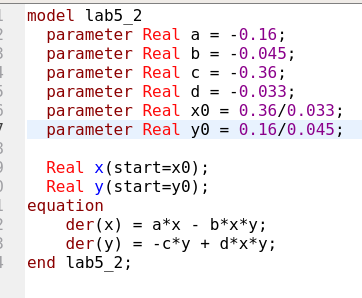 model lab5_2
parameter Real a = -0.16;
parameter Real b = -0.045;
parameter Real c = -0.36;
parameter Real d = -0.033;
parameter Real x0 = 0.36/0.033;
parameter Real y0 = 0.16/0.045;
Real x(start=x0);
Real y(start=y0);
equation
der(x) = a*x - b*x*y;
der(y) = -c*y + d*x*y;
end lab5_2;